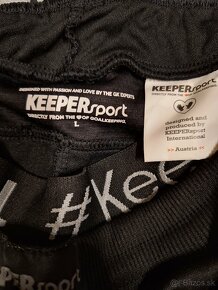 DESIGNED WITH PASSION AND LOVE BY THE GK EXPERTS
KEEPERsport
DIRECTLY FROM THE OF GOALKEEPING.
L
designed and
produced by
KEEPERsport
International
>> Austria <<
#Kee
KEEPERsport
bazos.sk